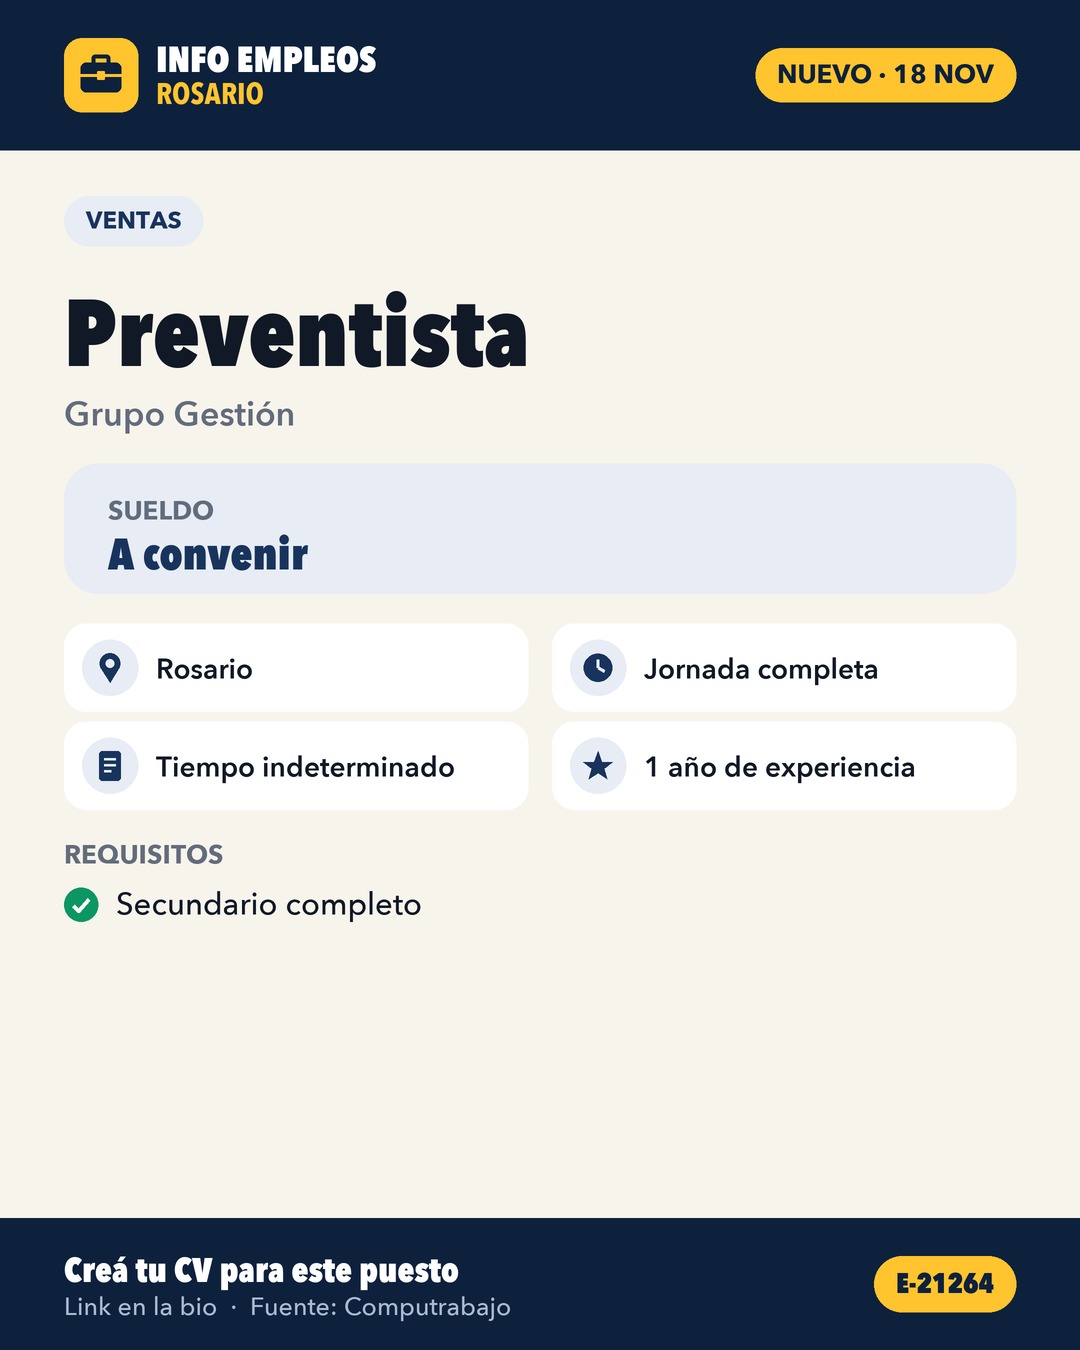 INFO EMPLEOS
ROSARIO
NUEVO · 18 NOV
VENTAS
Preventista
Grupo Gestión
SUELDO
A convenir
Rosario
Jornada completa
Tiempo indeterminado
1 año de experiencia
REQUISITOS
Secundario completo
Creá tu CV para este puesto
Link en la bio · Fuente: Computrabajo
E-21264